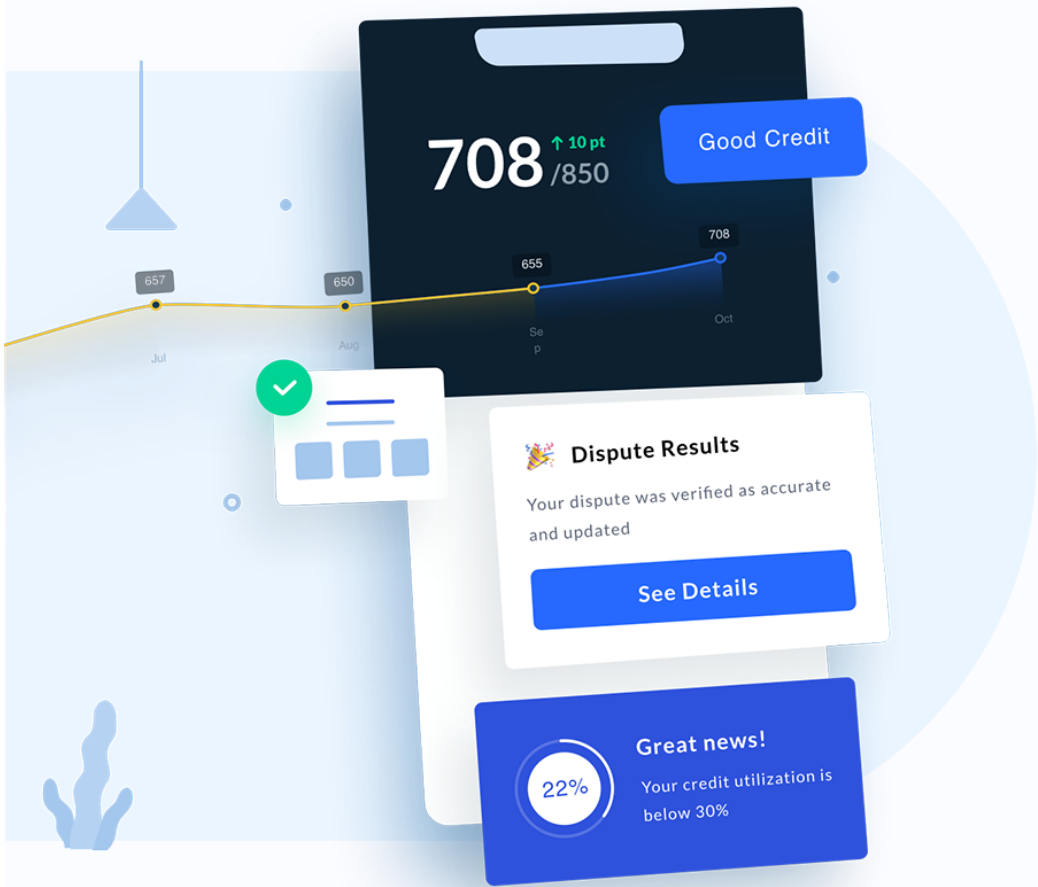 708
↑ 10 pt
/850
Good Credit
657
650
655
708
Jul
Aug
Se
p
Oct
Dispute Results
Your dispute was verified as accurate
and updated
See Details
22%
Great news!
Your credit utilization is
below 30%